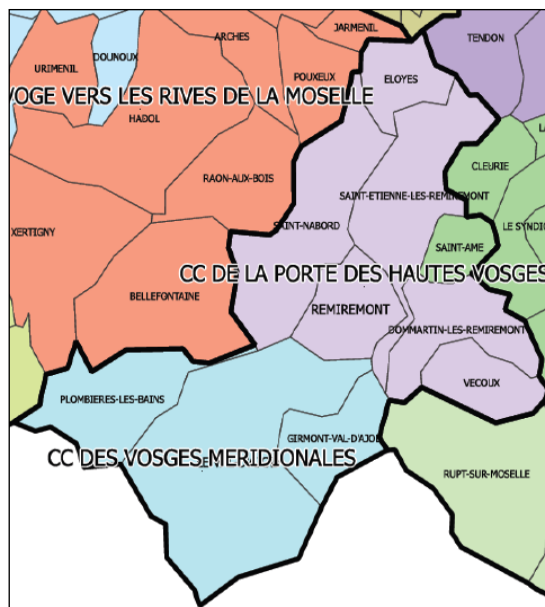 JARMENIL
ARCHES
TENDON
DOUNOUX
URIMENIL
POUXEUX
ELOYES
VOGE VERS LES RIVES DE LA MOSELLE
HADOL
CLEURIE
RAON-AUX-BOIS
SAINT-ETIENNE-LES-REMIREMONT
SAINT-NABORD
LE SYNDIC
XERTIGNY
SAINT-AME
CC DE LA PORTE DES HAUTES VOSGES
BELLEFONTAINE
REMIREMONT
DOMMARTIN-LES-REMIREMONT
VECOUX
PLOMBIERES-LES-BAINS
GIRMONT-VAL-D'AJOL
CC DES VOSGES MERIDIONALES
RUPT-SUR-MOSELLE